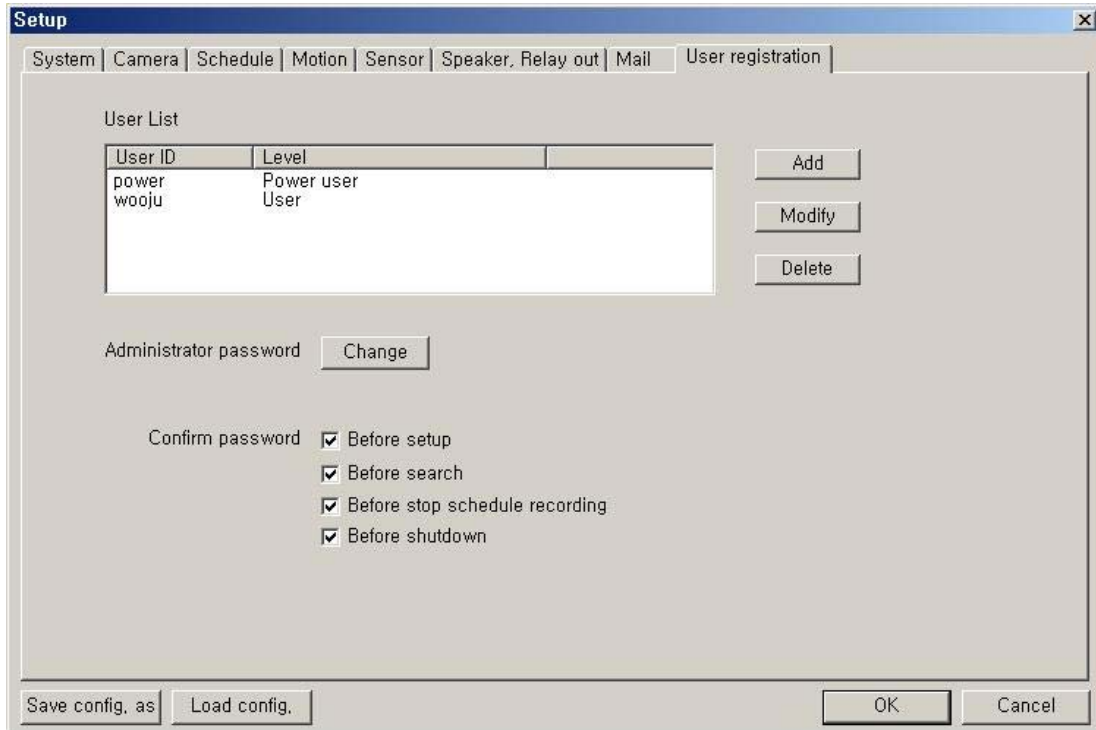 Setup
System Camera Schedule Motion Sensor Speaker, Relay out Mail User registration
User List
User ID Level
power Power user
wooju User
Add
Modify
Delete
Administrator password Change
Confirm password Before setup
Before search
Before stop schedule recording
Before shutdown
Save config, as Load config, OK Cancel